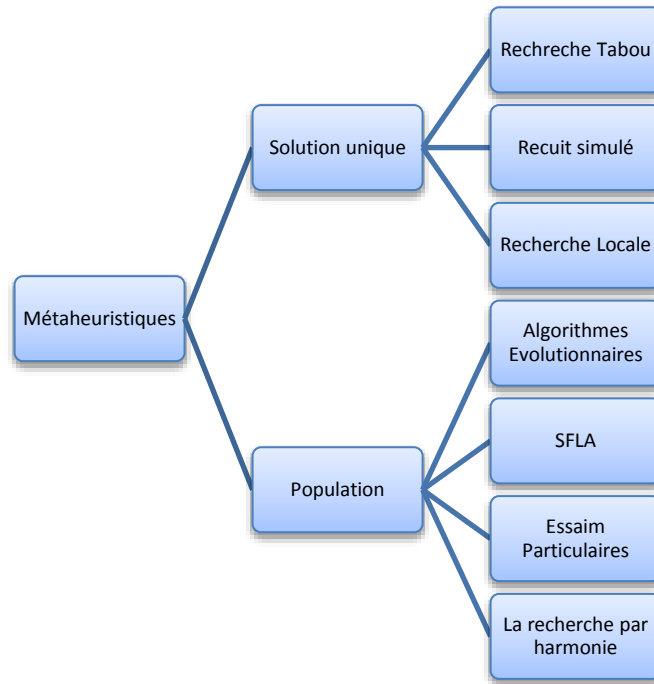 Rechreche Tabou
Solution unique
Recuit simulé
Recherche Locale
Métaheuristiques
Algorithmes
Evolutionnaires
SFLA
Population
Essaim
Particulaires
La recherche par
harmonie